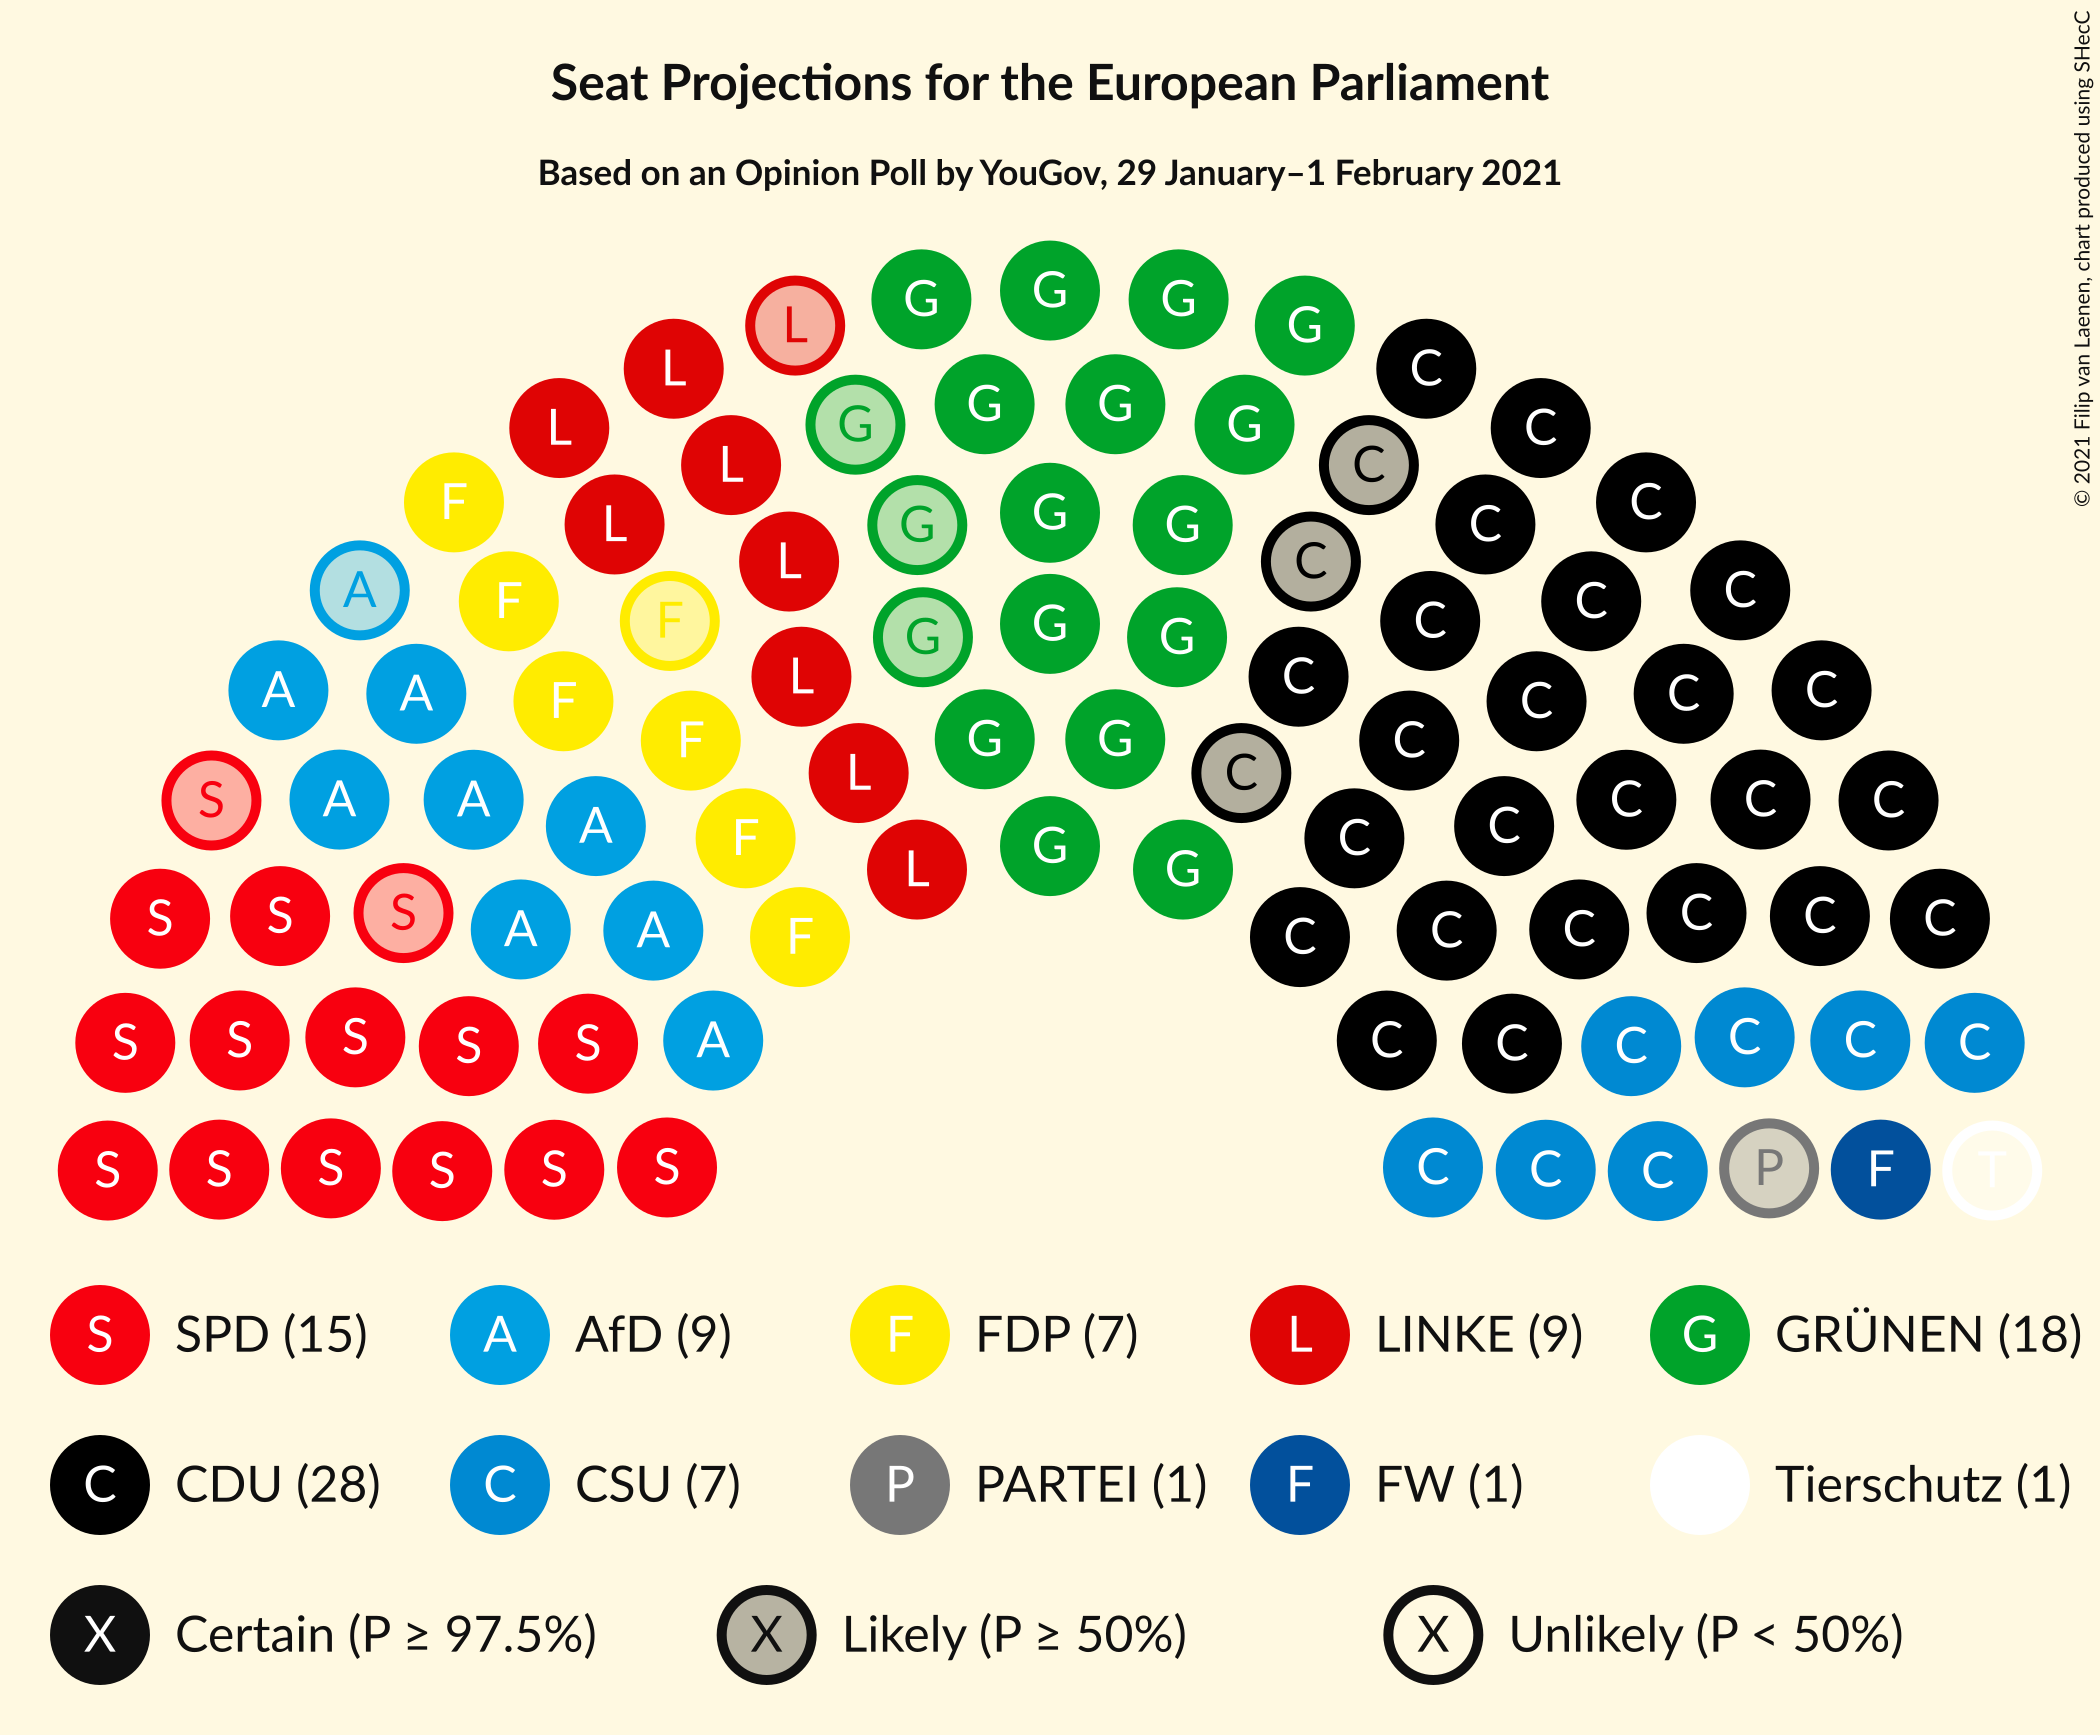 Seat Projections for the European Parliament
Based on an Opinion Poll by YouGov, 29 January–1 February 2021
© 2021 Filip van Laenen, chart produced using SHecC
G G G G
L C
L G G G G C
L C C
F L G G G C
L L C C
A F F G G G C C
A A F L C C C C
F G G C
S A A A L C C C C C
F L G G C
S S S A A F C C C C C C
S S S S S A C C C C C C
S S S S S S C C C P F T
S SPD (15) A AfD (9) F FDP (7) L LINKE (9) G GRÜNEN (18)
C CDU (28) C CSU (7) P PARTEI (1) F FW (1) Tierschutz (1)
X Certain (P ≥ 97.5%) X Likely (P ≥ 50%) X Unlikely (P < 50%)